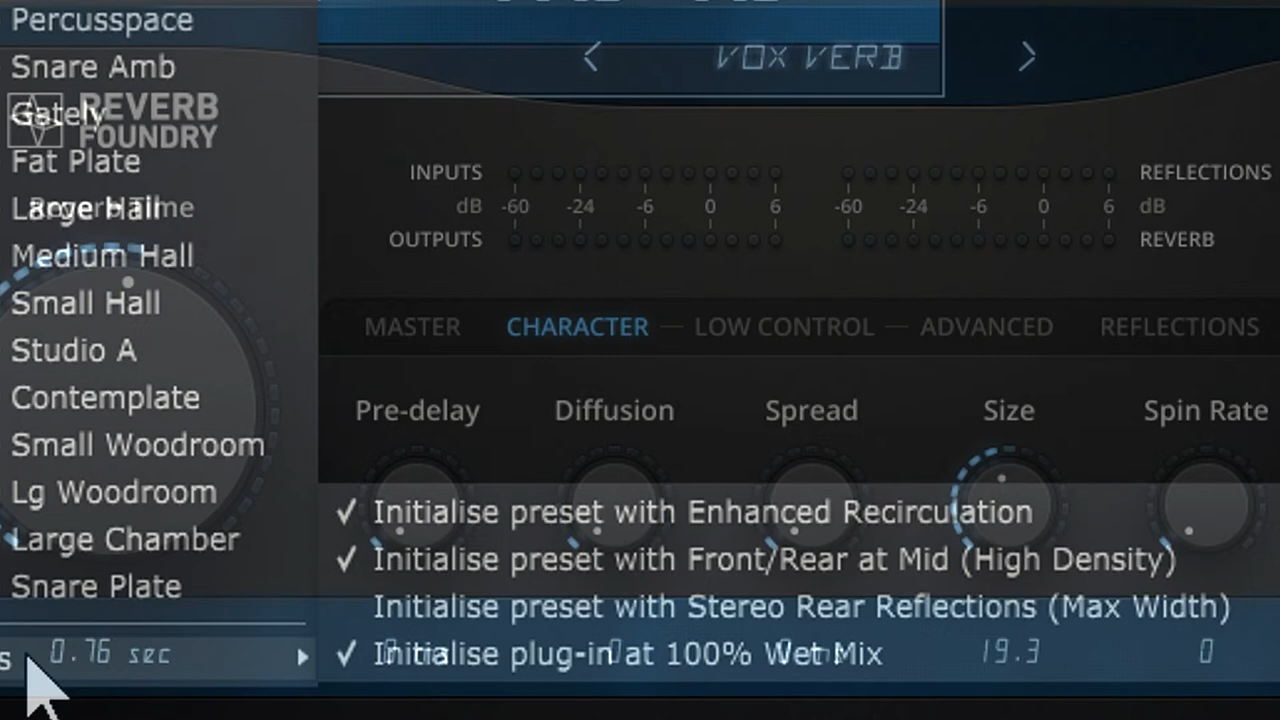 Percusspace
VOX VERB
Snare Amb
REVERB
FOUNDRY
Gately
Fat Plate
INPUTS
REFLECTIONS
dB -60 -24 -6 0 6 -60 -24 -6 0 6 dB
OUTPUTS
REVERB
Large Hall
Reverb Time
Medium Hall
Small Hall
MASTER CHARACTER LOW CONTROL ADVANCED REFLECTIONS
Studio A
Contemplate
Pre-delay Diffusion Spread Size Spin Rate
Small Woodroom
Lg Woodroom
Large Chamber
Snare Plate
Initialise preset with Enhanced Recirculation
Initialise preset with Front/Rear at Mid (High Density)
Initialise preset with Stereo Rear Reflections (Max Width)
Initialise plug-in at 100% Wet Mix
s 0.76 sec
0 19.3 0